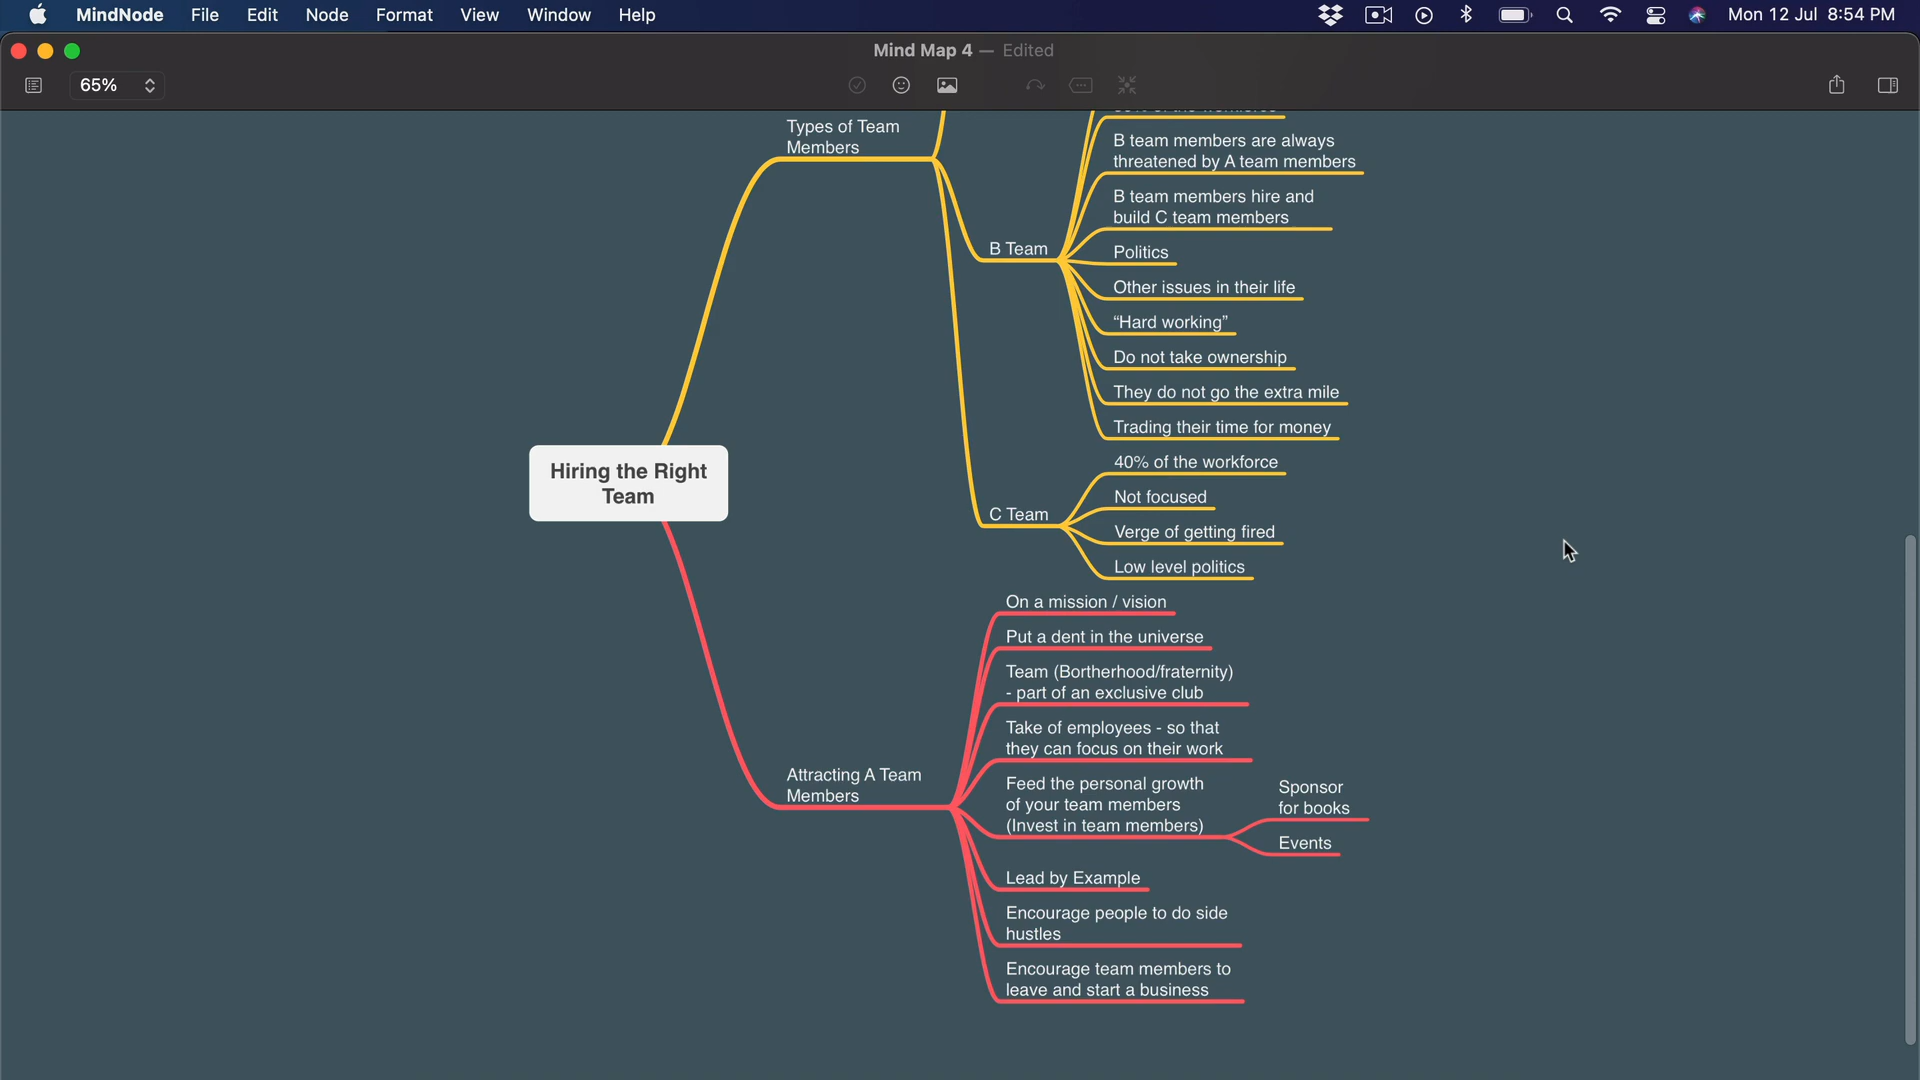 MindNode File Edit Node Format View Window Help Mon 12 Jul 8:54 PM
Mind Map 4 — Edited
65%
Types of Team
Members
B team members are always
threatened by A team members
B team members hire and
build C team members
B Team
Politics
Other issues in their life
“Hard working”
Do not take ownership
They do not go the extra mile
Trading their time for money
Hiring the Right
Team
C Team
40% of the workforce
Not focused
Verge of getting fired
Low level politics
Attracting A Team
Members
On a mission / vision
Put a dent in the universe
Team (Bortherhood/fraternity)
- part of an exclusive club
Take of employees - so that
they can focus on their work
Feed the personal growth
of your team members
(Invest in team members)
Sponsor
for books
Events
Lead by Example
Encourage people to do side
hustles
Encourage team members to
leave and start a business